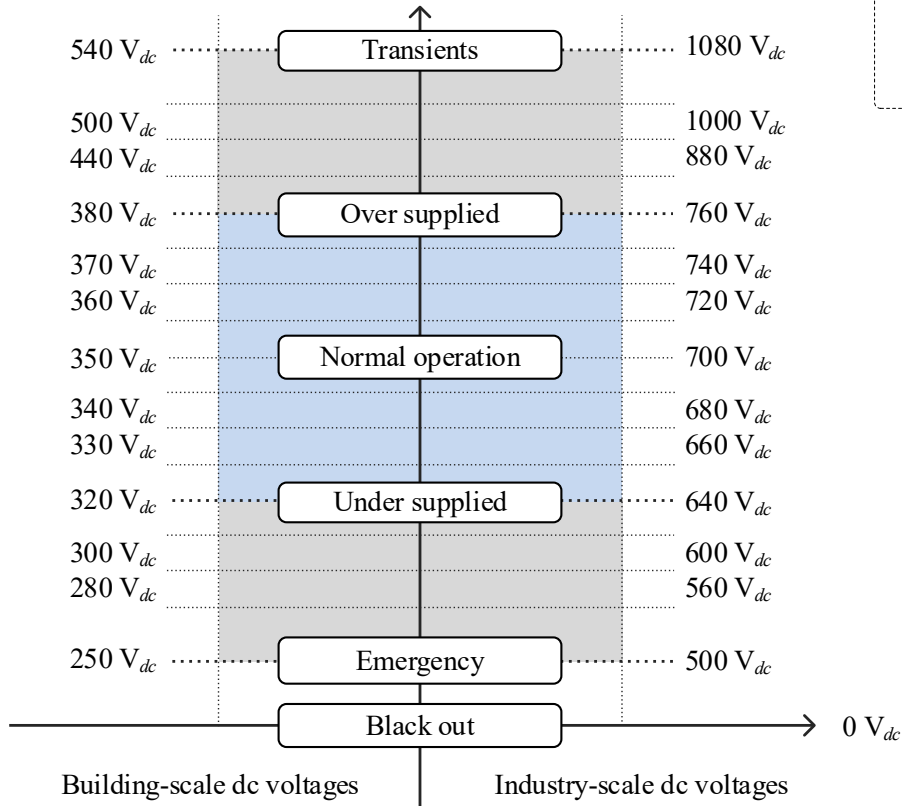 540 Vdc Transients 1080 Vdc
500 Vdc 1000 Vdc
440 Vdc 880 Vdc
380 Vdc Over supplied 760 Vdc
370 Vdc 740 Vdc
360 Vdc 720 Vdc
350 Vdc Normal operation 700 Vdc
340 Vdc 680 Vdc
330 Vdc 660 Vdc
320 Vdc Under supplied 640 Vdc
300 Vdc 600 Vdc
280 Vdc 560 Vdc
250 Vdc Emergency 500 Vdc
Black out 0 Vdc
Building-scale dc voltages Industry-scale dc voltages